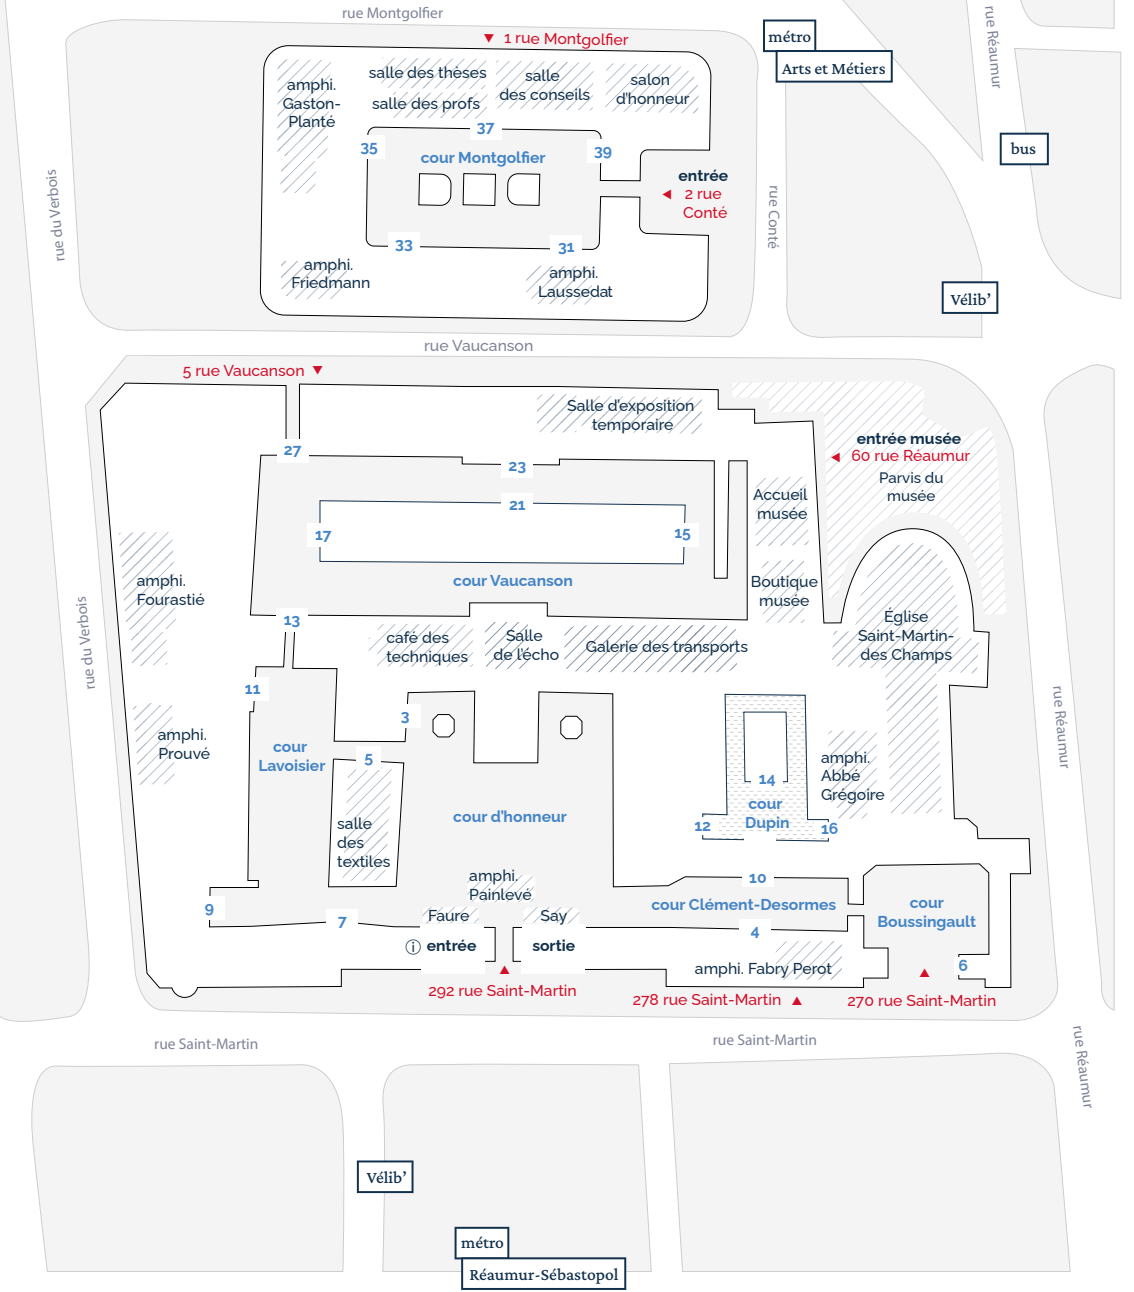 rue Montgolfier
1 rue Montgolfier
métro
Arts et Métiers
rue Réaumur
bus
Vélib’
rue du Verbois
rue Conté
amphi.
Gaston-
Planté
salle des thèses
salle des profs
salle
des conseils
salon
d’honneur
37
35
39
cour Montgolfier
entrée
2 rue
Conté
33
31
amphi.
Friedmann
amphi.
Laussedat
rue Vaucanson
5 rue Vaucanson
Salle d’exposition
temporaire
entrée musée
60 rue Réaumur
Parvis du
musée
27
23
21
17
15
cour Vaucanson
Accueil
musée
Boutique
musée
amphi.
Fourastié
rue du Verbois
13
café des
techniques
Salle
de l’écho
Galerie des transports
Église
Saint-Martin-
des Champs
11
3
5
amphi.
Prouvé
cour
Lavoisier
salle
des
textiles
cour d’honneur
14
cour
Dupin
12
16
amphi.
Abbé
Grégoire
rue Réaumur
amphi.
Painlevé
Faure
Say
10
cour Clément-Desormes
4
cour
Boussingault
9
7
i
entrée
sortie
amphi. Fabry Perot
6
292 rue Saint-Martin
278 rue Saint-Martin
270 rue Saint-Martin
rue Saint-Martin
rue Saint-Martin
rue Réaumur
Vélib’
métro
Réaumur-Sébastopol